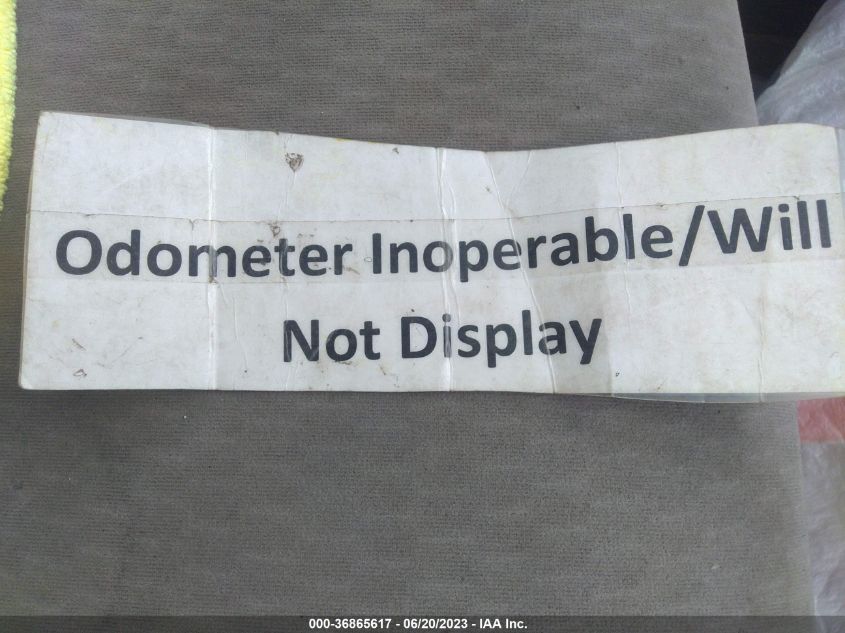 Odometer Inoperable/Will
Not Display
000-36865617 - 06/20/2023 - IAA Inc.